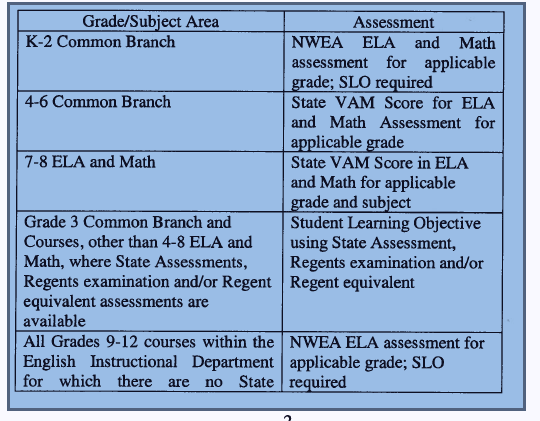 Grade/Subject Area Assessment
K-2 Common Branch NWEA ELA and Math
assessment for applicable
grade; SLO required
4-6 Common Branch State VAM Score for ELA
and Math Assessment for
applicable grade
7-8 ELA and Math State VAM Score in ELA
and Math for applicable
grade and subject
Grade 3 Common Branch and
Courses, other than 4-8 ELA and
Math, where State Assessments,
Regents examination and/or Regent
equivalent assessments are
available
Student Learning Objective
using State Assessment,
Regents examination and/or
Regent equivalent
All Grades 9-12 courses within the
English Instructional Department
for which there are no State
NWEA ELA assessment for
applicable grade; SLO
required